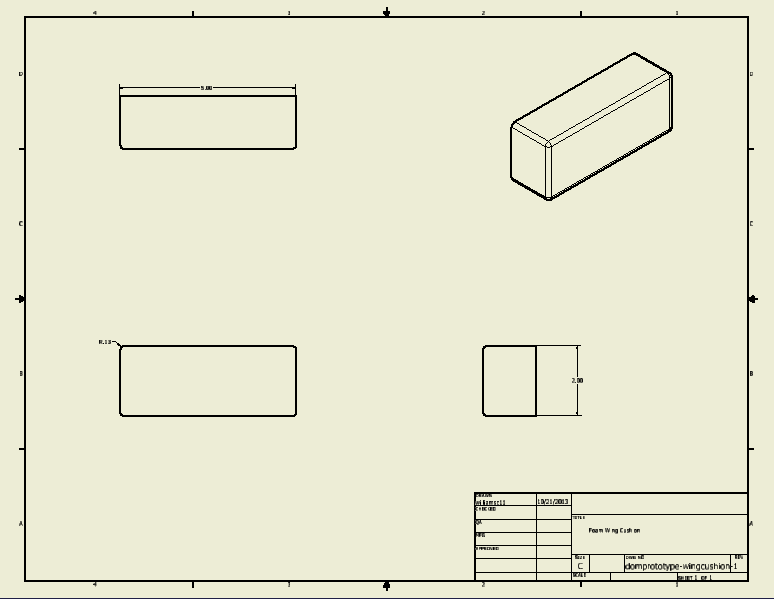 4 3 2 1
D D
5.00
C C
R.13
B B
2.00
DRAWN
williamsc11 10/21/2013
CHECKED
QA
MFG
APPROVED
TITLE
Foam Wing Cushion
SIZE
C
DWG NO
domprototype-wingcushion-1
REV
SCALE
SHEET 1 OF 1
A A
4 3 2 1